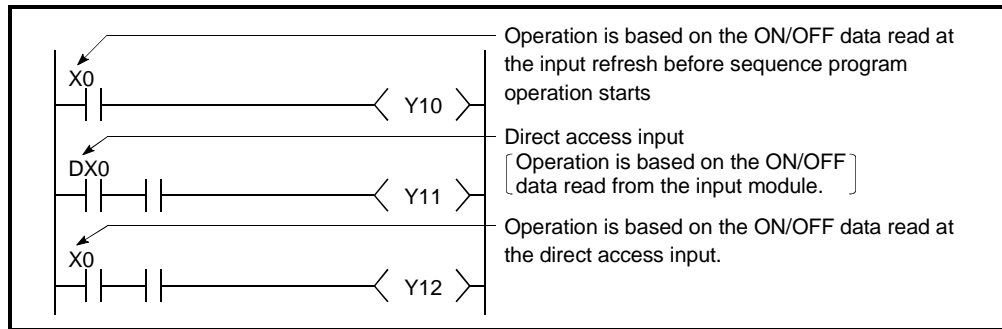 Operation is based on the ON/OFF data read at
the input refresh before sequence program
operation starts
X0
Y10
Direct access input
Operation is based on the ON/OFF
data read from the input module.
DX0
Y11
Operation is based on the ON/OFF data read at
the direct access input.
X0
Y12